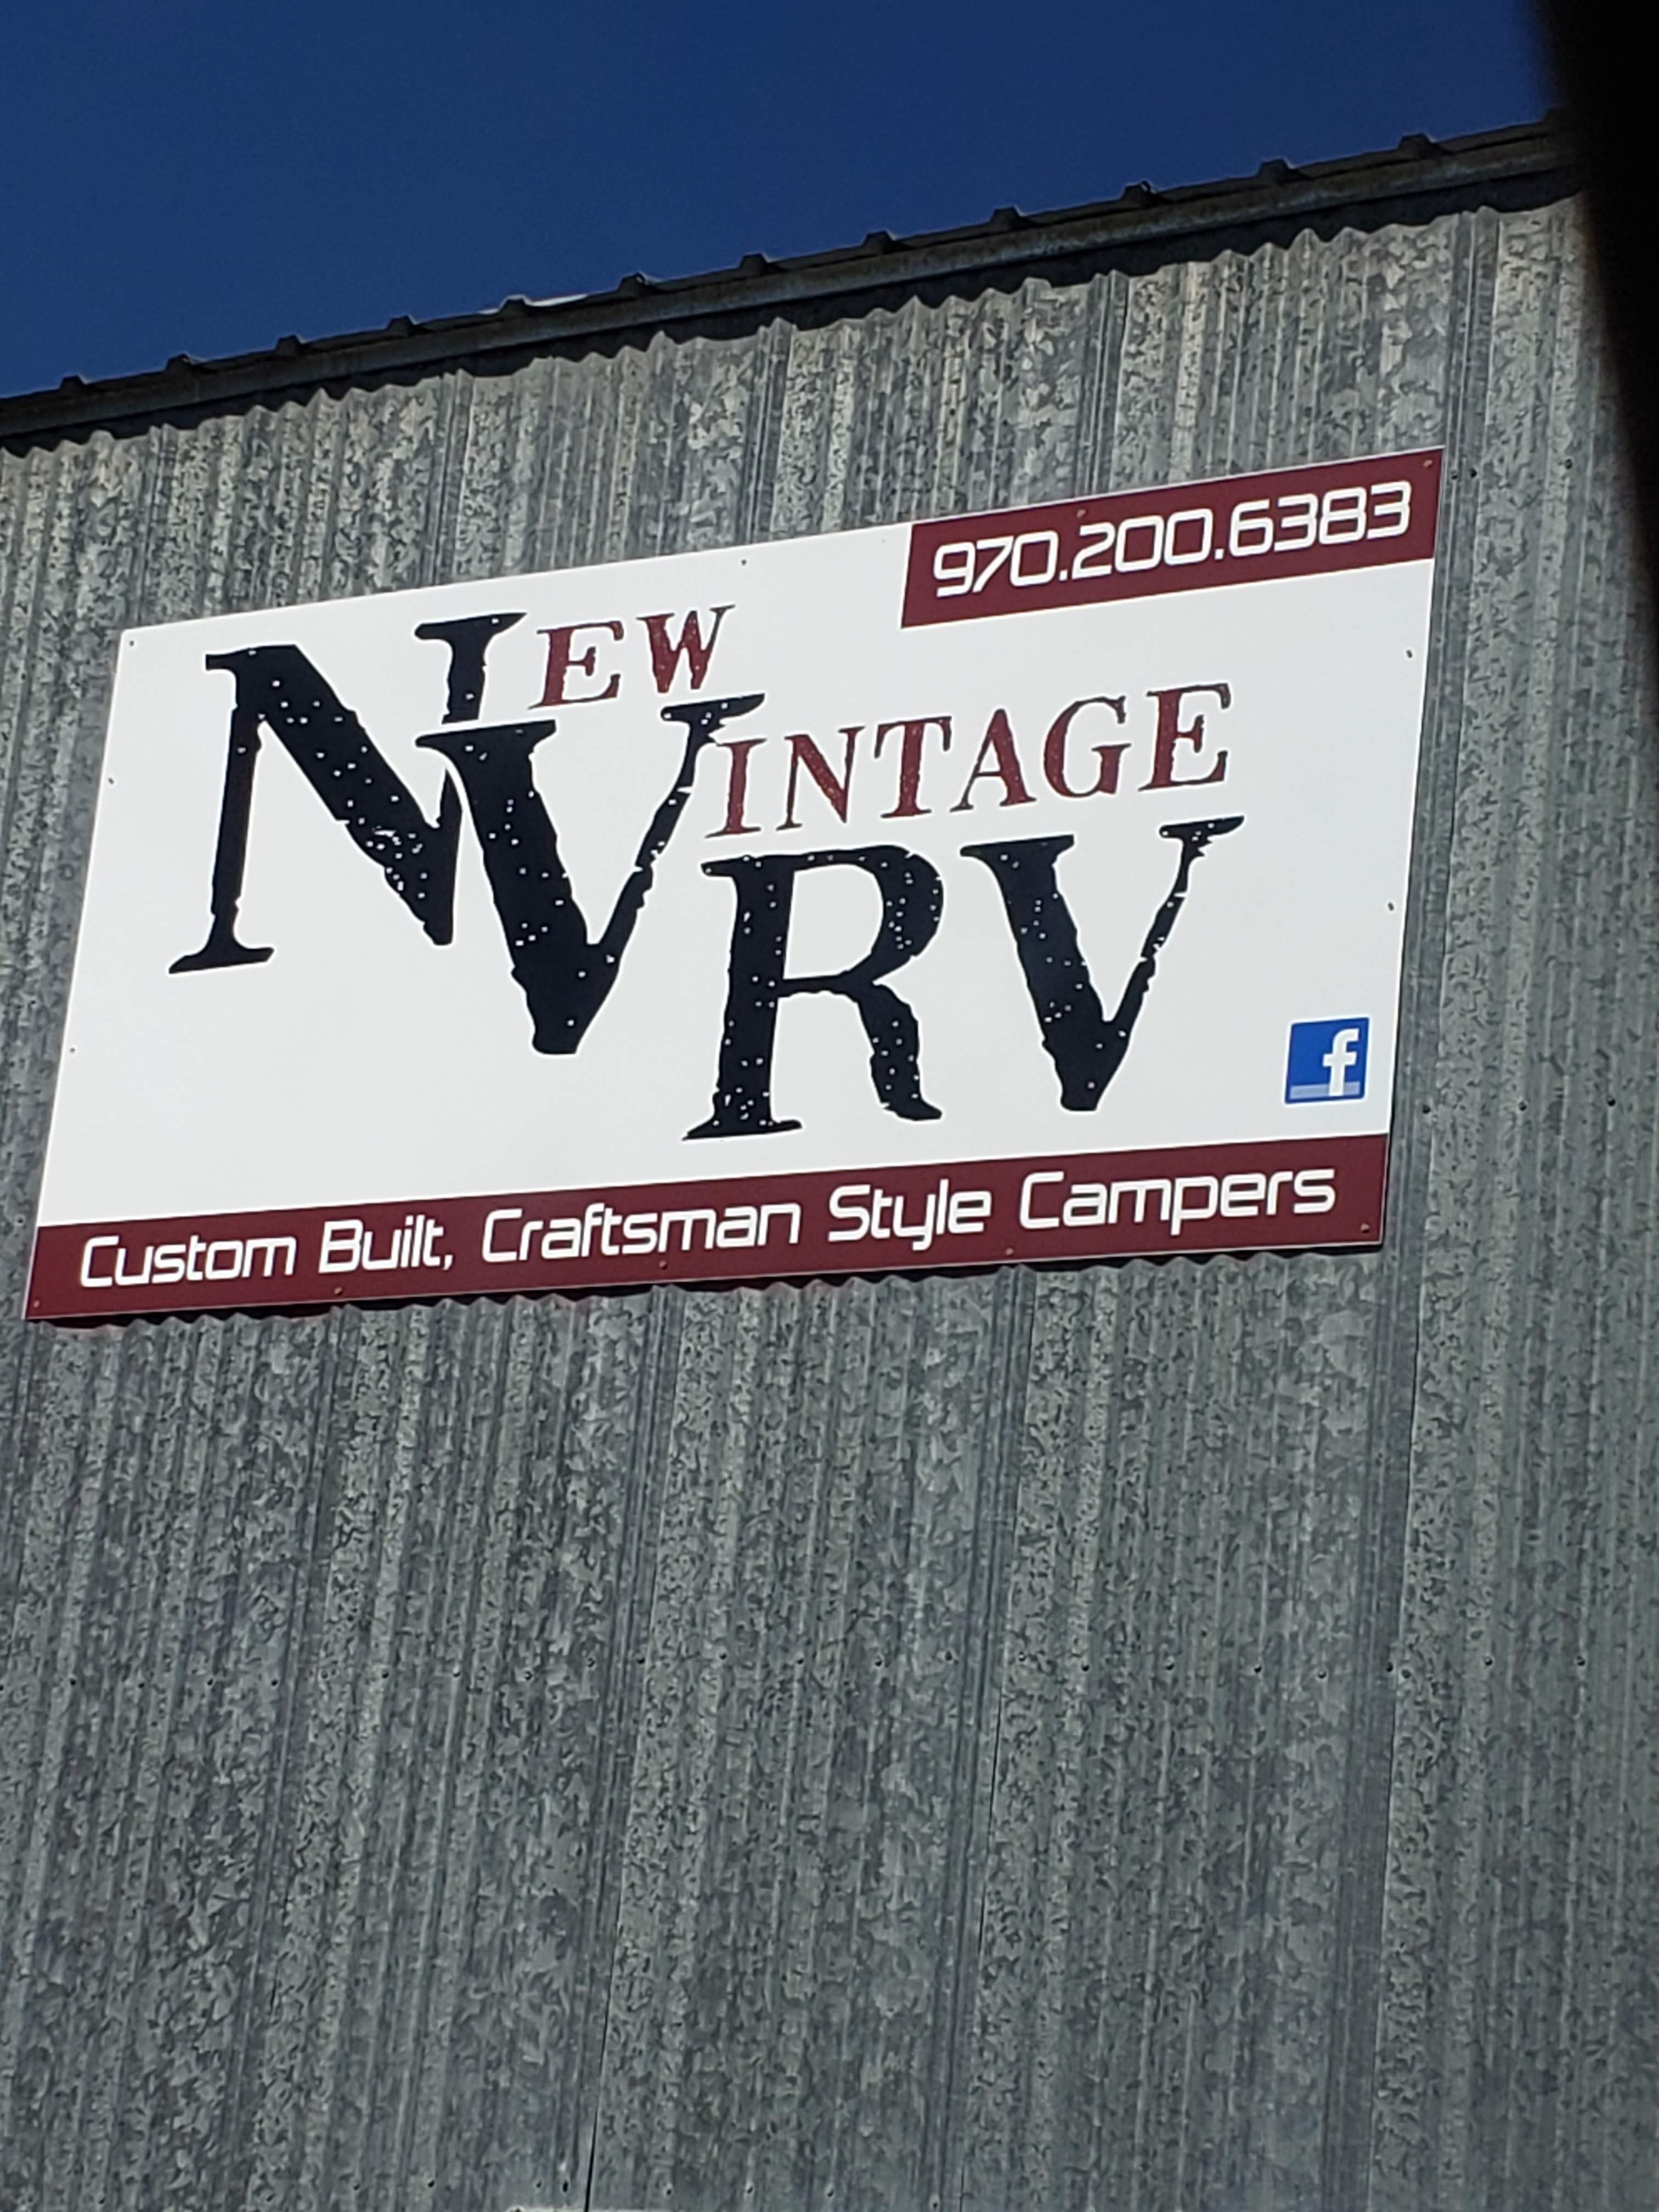 970.200.6383
NEW
VINTAGE
RV
f
Custom Built, Craftsman Style Campers